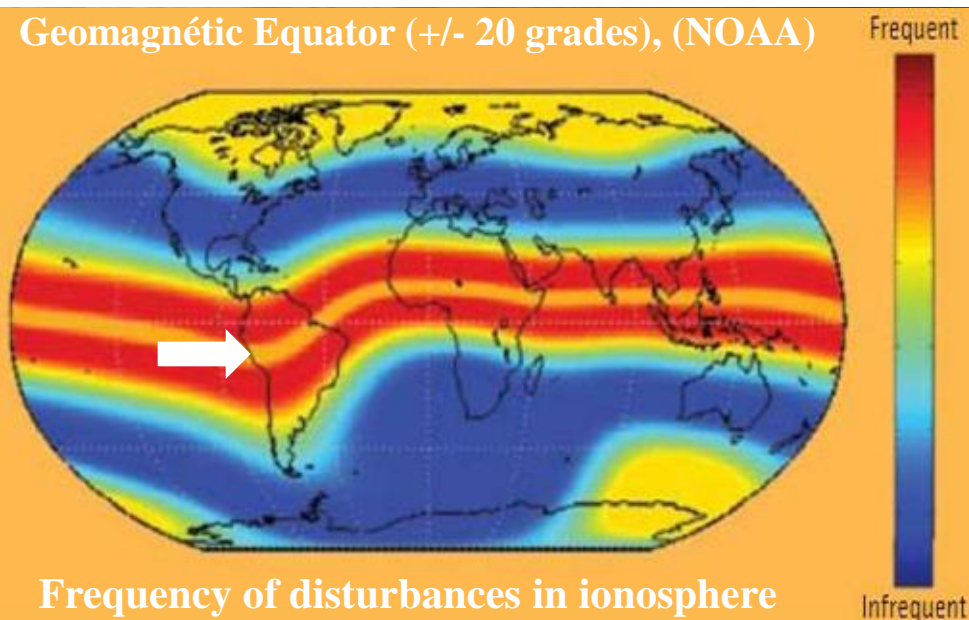 Geomagnétic Equator (+/- 20 grades), (NOAA)
Frequent
Frequency of disturbances in ionosphere
Infrequent